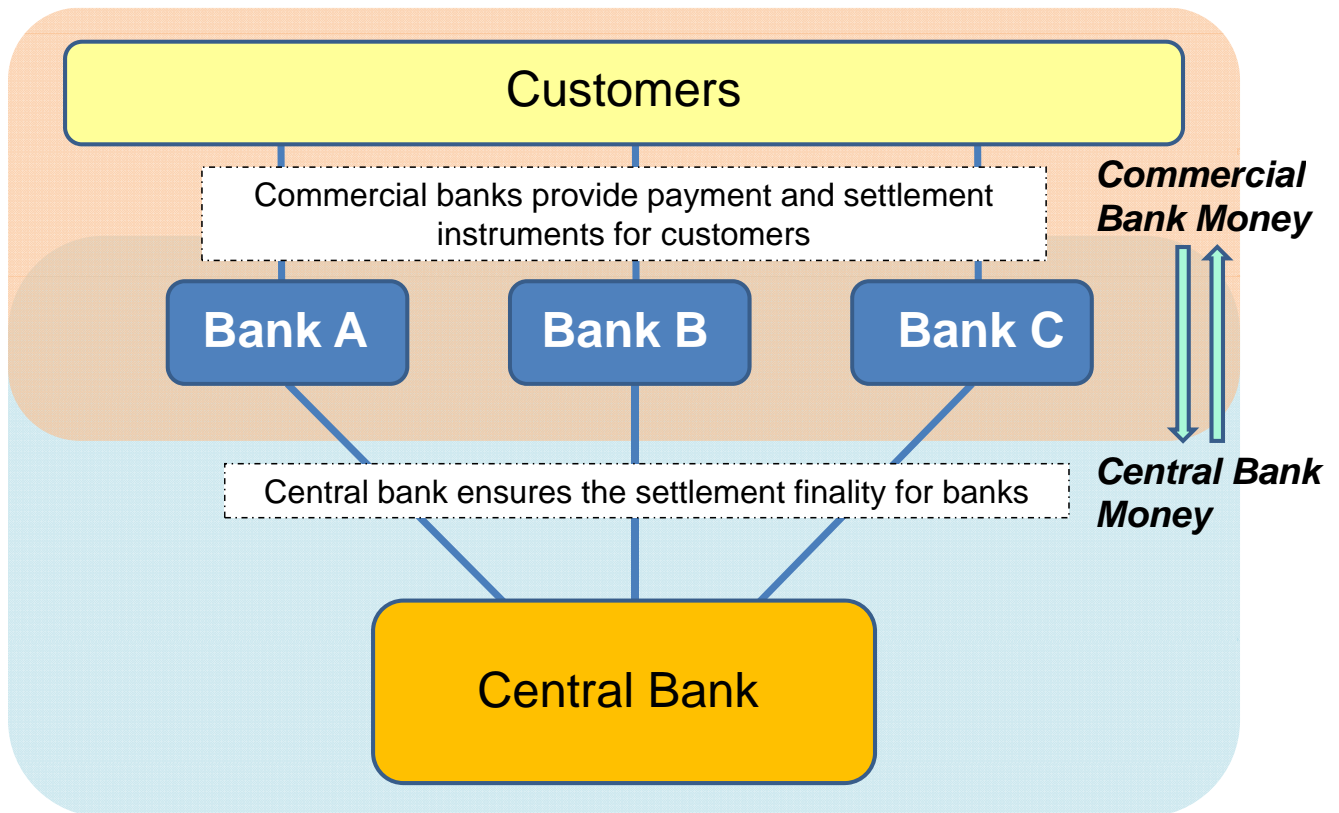 Customers
Commercial banks provide payment and settlement
instruments for customers
Commercial
Bank Money
Bank A
Bank B
Bank C
Central bank ensures the settlement finality for banks
Central Bank
Money
Central Bank